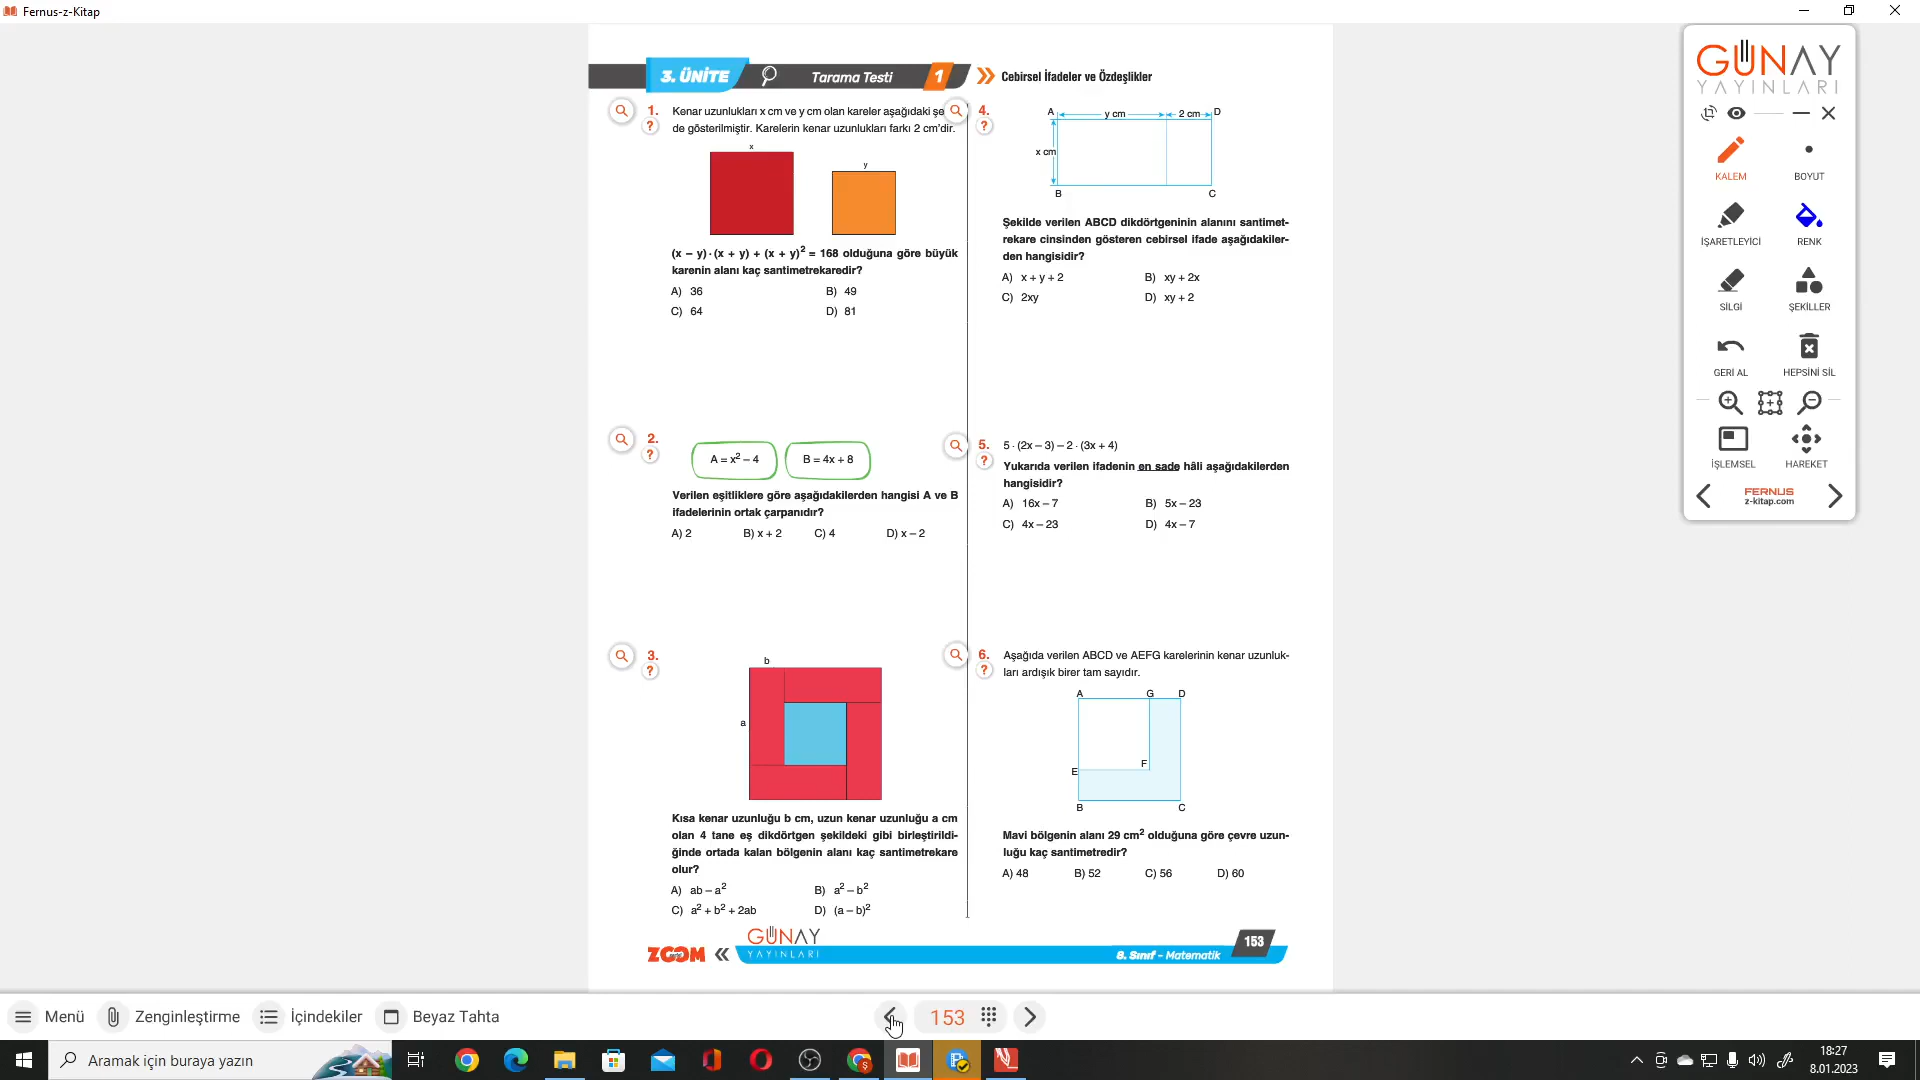 Fernus-z-Kitap
3. ÜNİTE
Tarama Testi
1
Cebirsel İfadeler ve Özdeşlikler
1.
?
Kenar uzunlukları x cm ve y cm olan kareler aşağıdaki
de gösterilmiştir. Karelerin kenar uzunlukları farkı 2 cm'dir.
x
y
(x – y)·(x + y) + (x + y)² = 168 olduğuna göre büyük
karenin alanı kaç santimetrekaredir?
A) 36
B) 49
C) 64
D) 81
2.
?
A = x² – 4
B = 4x + 8
Verilen eşitliklere göre aşağıdakilerden hangisi A ve B
ifadelerinin ortak çarpanıdır?
A) 2
B) x + 2
C) 4
D) x – 2
3.
?
b
a
Kısa kenar uzunluğu b cm, uzun kenar uzunluğu a cm
olan 4 tane eş dikdörtgen şekildeki gibi birleştirildi-
ğinde ortada kalan bölgenin alanı kaç santimetrekare
olur?
A) ab – a²
B) a² – b²
C) a² + b² + 2ab
D) (a – b)²
4.
?
A
y cm
2 cm
D
x cm
B
C
Şekilde verilen ABCD dikdörtgeninin alanını santimet-
rekare cinsinden gösteren cebirsel ifade aşağıdakiler-
den hangisidir?
A) x + y + 2
B) xy + 2x
C) 2xy
D) xy + 2
5.
?
5 · (2x – 3) – 2 · (3x + 4)
Yukarıda verilen ifadenin en sade hâli aşağıdakilerden
hangisidir?
A) 16x – 7
B) 5x – 23
C) 4x – 23
D) 4x – 7
6.
?
Aşağıda verilen ABCD ve AEFG karelerinin kenar uzunluk-
ları ardışık birer tam sayıdır.
A
G
D
E
F
B
C
Mavi bölgenin alanı 29 cm² olduğuna göre çevre uzun-
luğu kaç santimetredir?
A) 48
B) 52
C) 56
D) 60
ZOOM
GÜNAY
YAYINLARI
8. Sınıf - Matematik
153
GÜNAY
YAYINLARI
KALEM
BOYUT
İŞARETLEYİCİ
RENK
SİLGİ
ŞEKİLLER
GERİ AL
HEPSİNİ SİL
İŞLEMSEL
HAREKET
FERNUS
z-kitap.com
Menü
Zenginleştirme
İçindekiler
Beyaz Tahta
153
Aramak için buraya yazın
18:27
8.01.2023